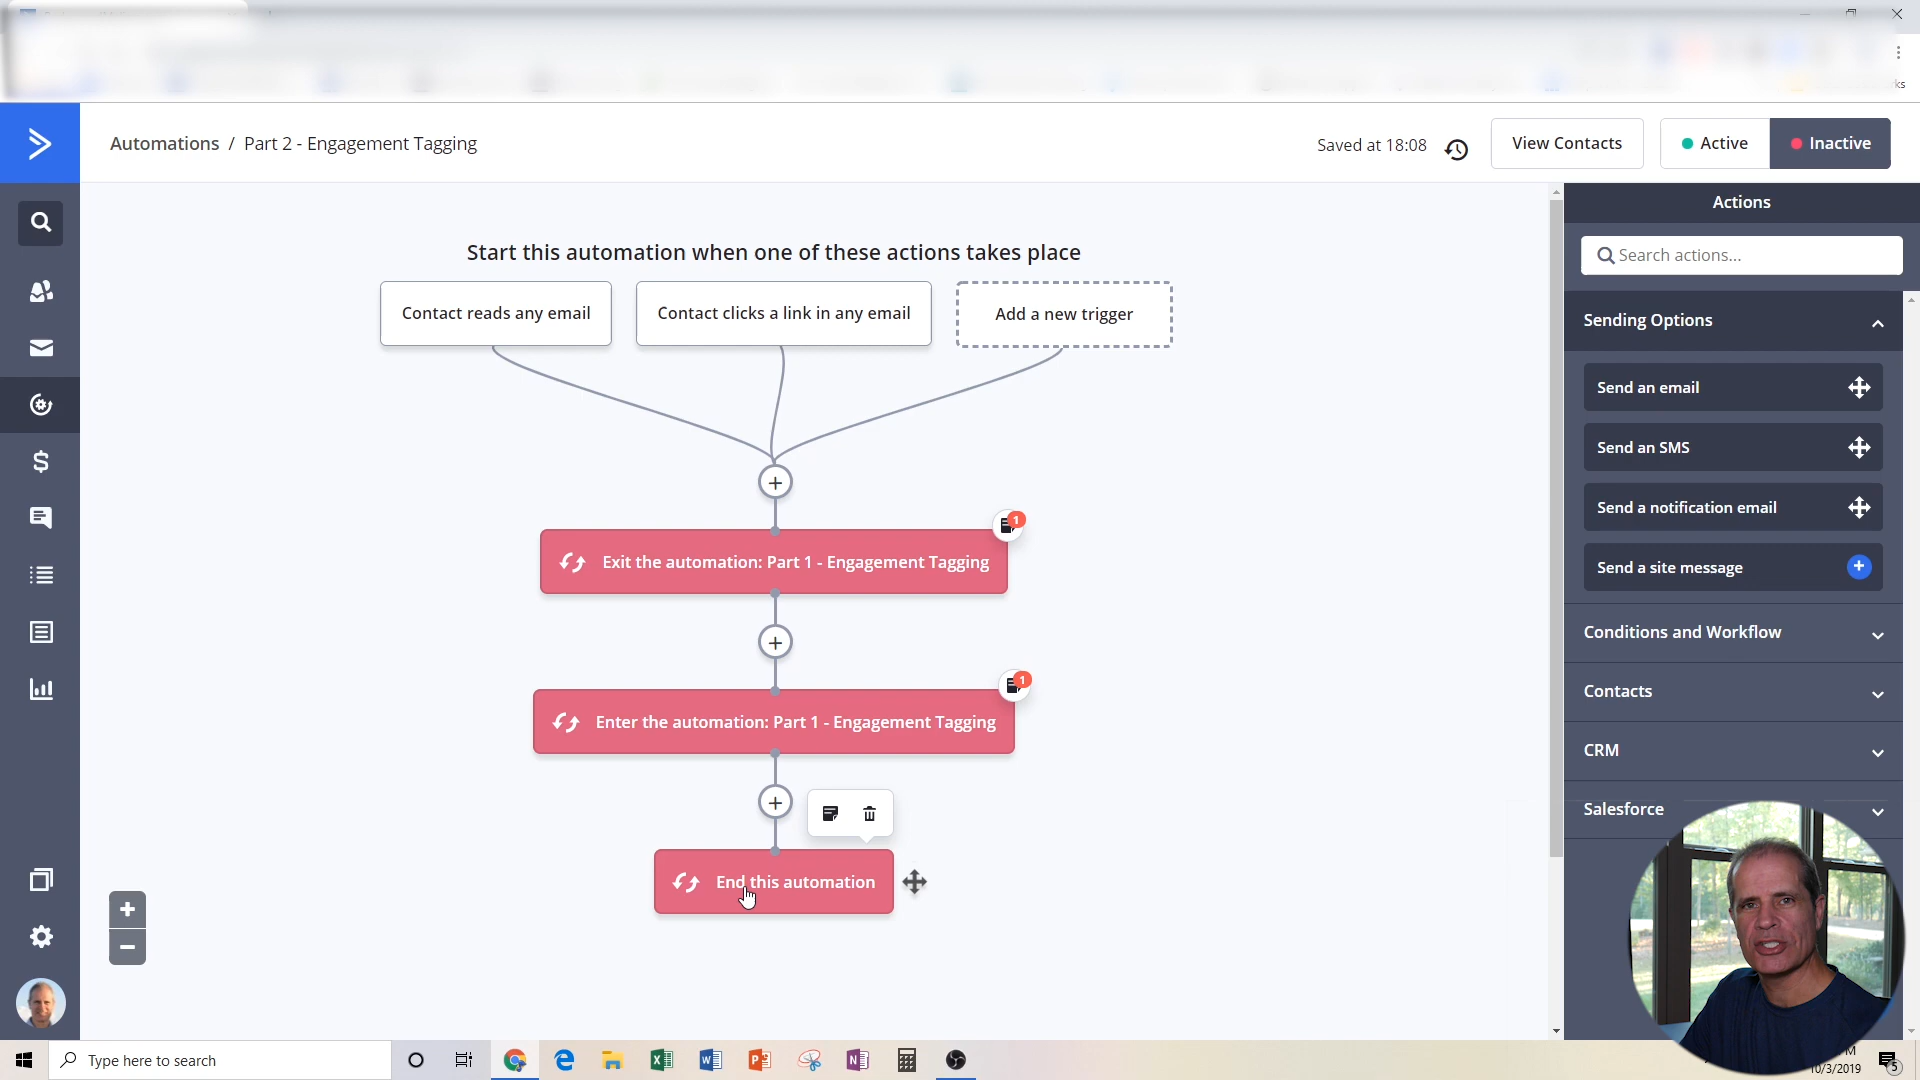 Automations / Part 2 - Engagement Tagging
Saved at 18:08
View Contacts
Active
Inactive
Actions
Search actions...
Start this automation when one of these actions takes place
Contact reads any email
Contact clicks a link in any email
Add a new trigger
Sending Options
Send an email
Send an SMS
Send a notification email
Send a site message
1
Exit the automation: Part 1 - Engagement Tagging
1
Enter the automation: Part 1 - Engagement Tagging
End this automation
Conditions and Workflow
Contacts
CRM
Salesforce
Type here to search
10/3/2019
5